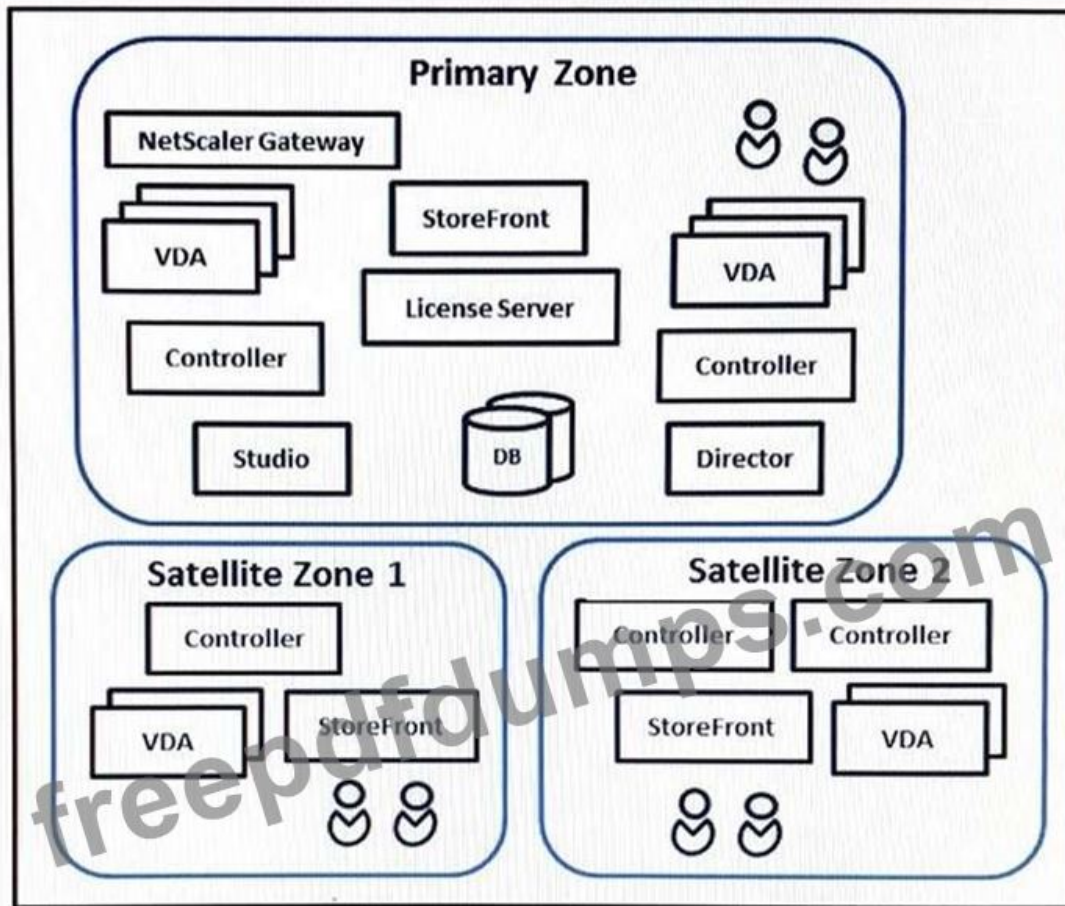 Primary Zone
NetScaler Gateway
StoreFront
VDA
VDA
License Server
Controller
Controller
Studio
DB
Director
Satellite Zone 1
Controller
VDA
StoreFront
Satellite Zone 2
Controller
Controller
StoreFront
VDA
freepdfdumps.com